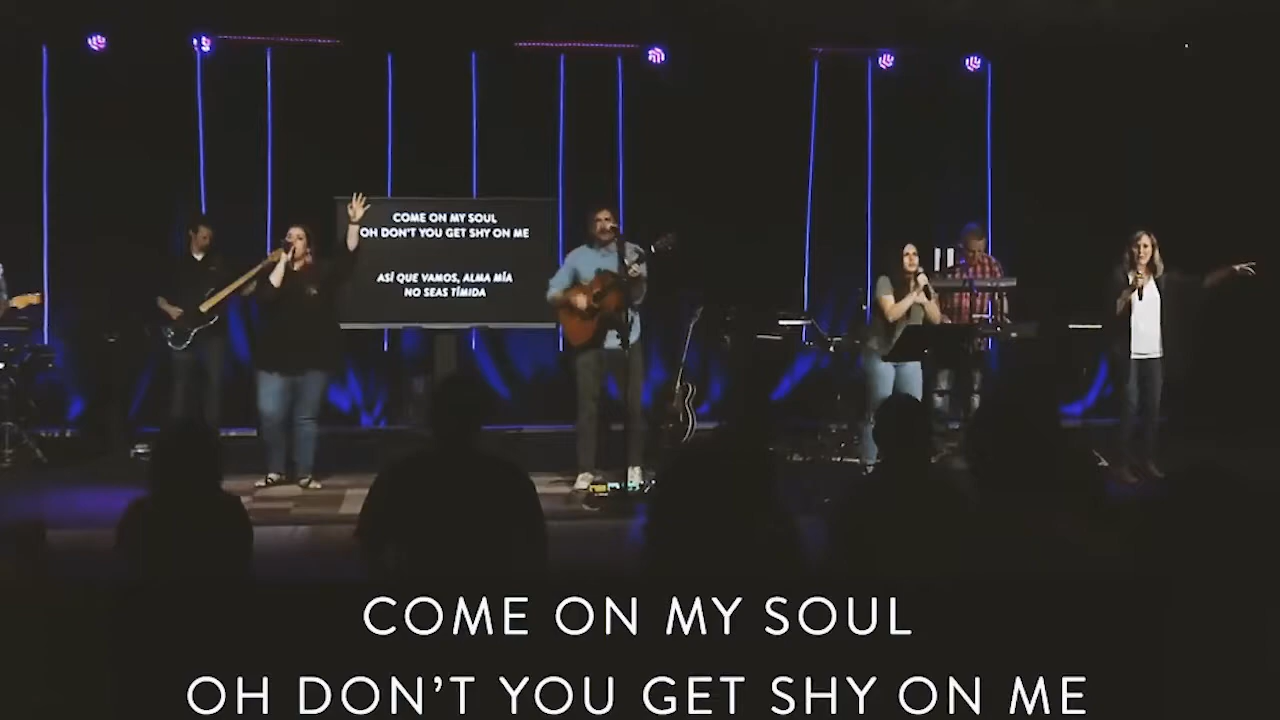 COME ON MY SOUL
OH DON'T YOU GET SHY ON ME
ASÍ QUE VAMOS, ALMA MÍA
NO SEAS TÍMIDA
COME ON MY SOUL
OH DON'T YOU GET SHY ON ME